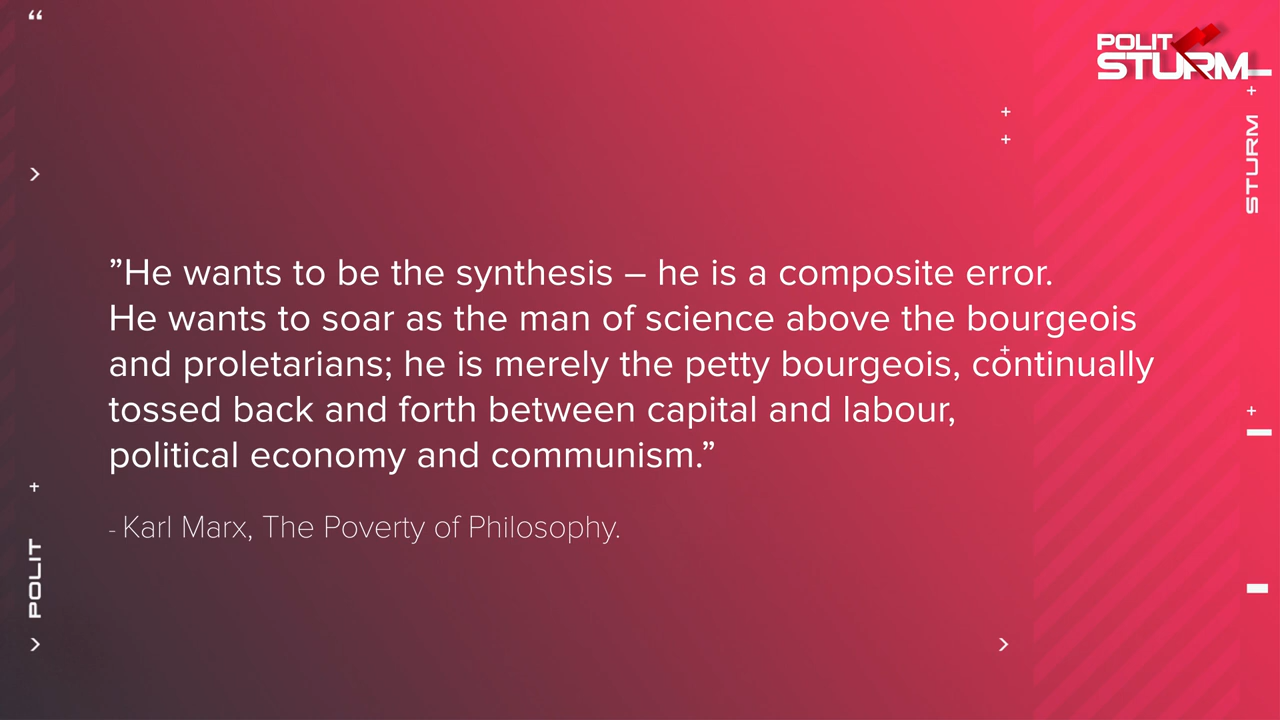 “
POLIT
STURM
STURM
”He wants to be the synthesis – he is a composite error.
He wants to soar as the man of science above the bourgeois
and proletarians; he is merely the petty bourgeois, continually
tossed back and forth between capital and labour,
political economy and communism.”
- Karl Marx, The Poverty of Philosophy.
POLIT